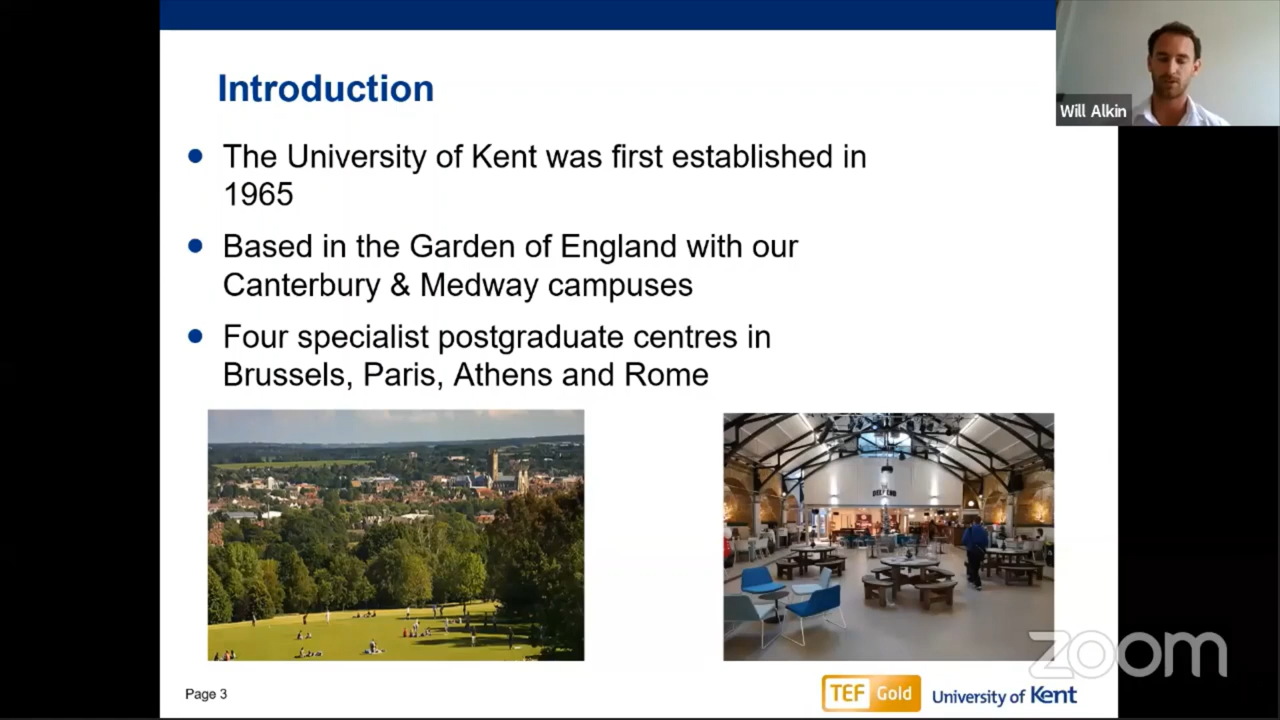 Introduction
The University of Kent was first established in
1965
Based in the Garden of England with our
Canterbury & Medway campuses
Four specialist postgraduate centres in
Brussels, Paris, Athens and Rome
Will Alkin
Page 3
TEF Gold
University of Kent
zoom